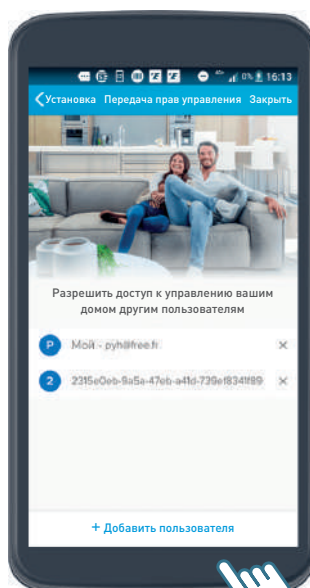 0% 16:13
Установка Передача прав управления Закрыть
Разрешить доступ к управлению вашим
домом другим пользователям
P Мой - pyh@free.fr ×
2 2315e0eb-9a5a-47eb-a41d-739ef8341f89 ×
+ Добавить пользователя